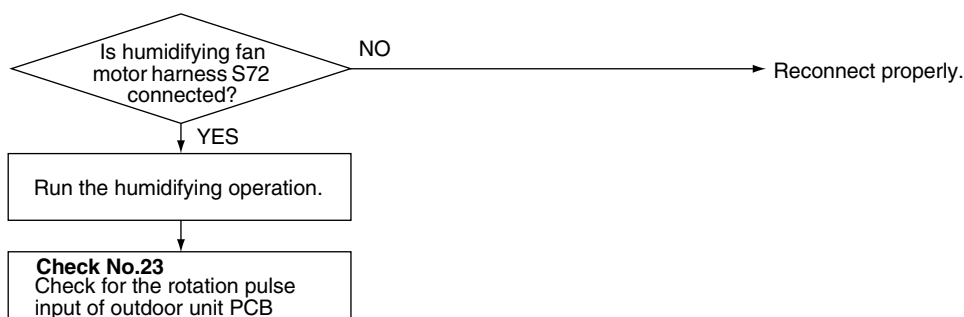 Is humidifying fan
motor harness S72
connected?
NO
Reconnect properly.
YES
Run the humidifying operation.
Check No.23
Check for the rotation pulse
input of outdoor unit PCB